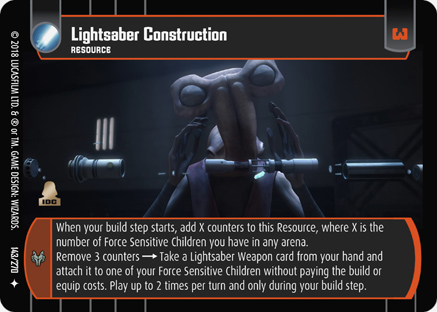 Lightsaber Construction
RESOURCE
3
IDC
When your build step starts, add X counters to this Resource, where X is the
number of Force Sensitive Children you have in any arena.
Remove 3 counters → Take a Lightsaber Weapon card from your hand and
attach it to one of your Force Sensitive Children without paying the build or
equip costs. Play up to 2 times per turn and only during your build step.
© 2018 LUCASFILM LTD. & ® or TM. GAME DESIGN: WIZARDS.
143/270